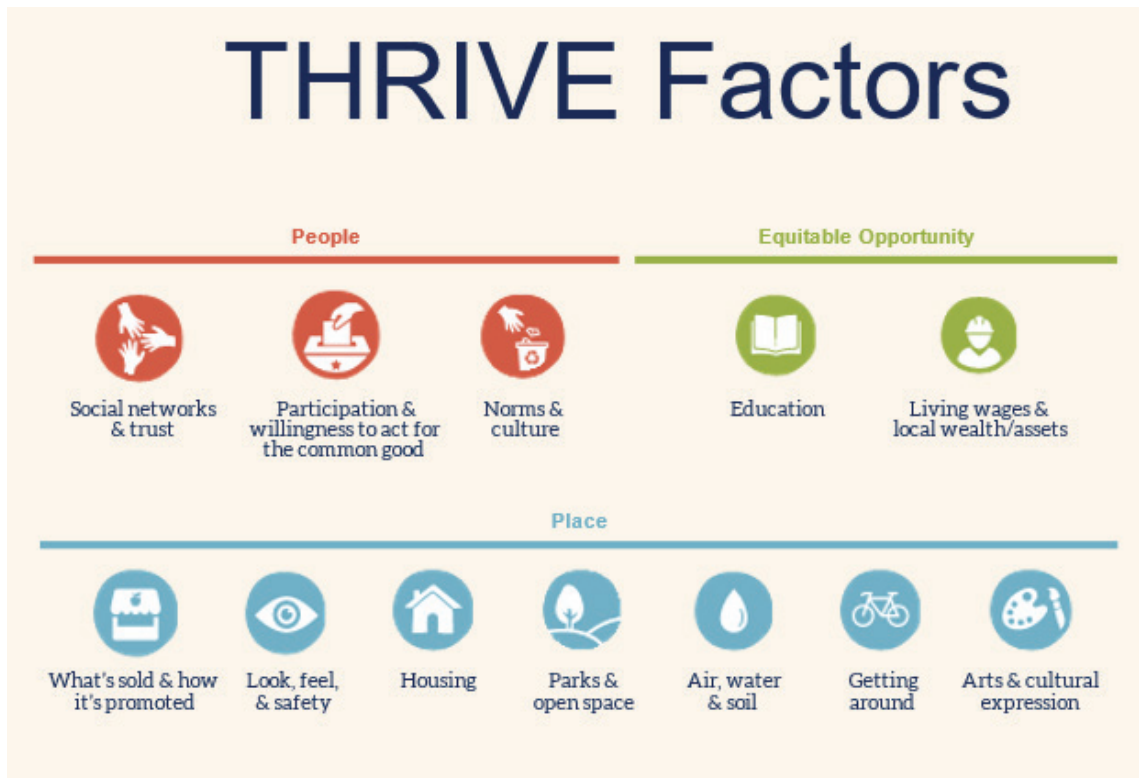 THRIVE Factors
People
Equitable Opportunity
Social networks
& trust
Participation &
willingness to act for
the common good
Norms &
culture
Education
Living wages &
local wealth/assets
Place
What's sold & how
it's promoted
Look, feel,
& safety
Housing
Parks &
open space
Air, water
& soil
Getting
around
Arts & cultural
expression